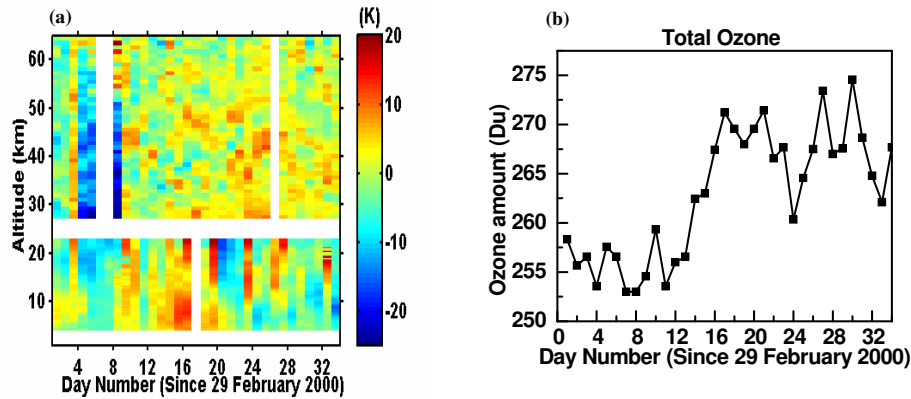 (a)
(K)
Altitude (km)
60
50
40
30
20
10
4 8 12 16 20 24 28 32
Day Number (Since 29 February 2000)
20
10
0
-10
-20
(b)
Total Ozone
Ozone amount (Du)
275
270
265
260
255
250
0 4 8 12 16 20 24 28 32
Day Number (Since 29 February 2000)